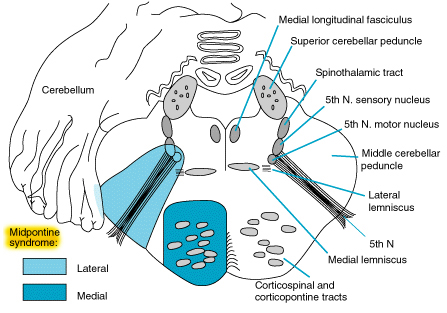 Medial longitudinal fasciculus
Superior cerebellar peduncle
Cerebellum
Spinothalamic tract
5th N. sensory nucleus
5th N. motor nucleus
Middle cerebellar
peduncle
Lateral
lemniscus
5th N
Medial lemniscus
Corticospinal and
corticopontine tracts
Midpontine
syndrome:
Lateral
Medial